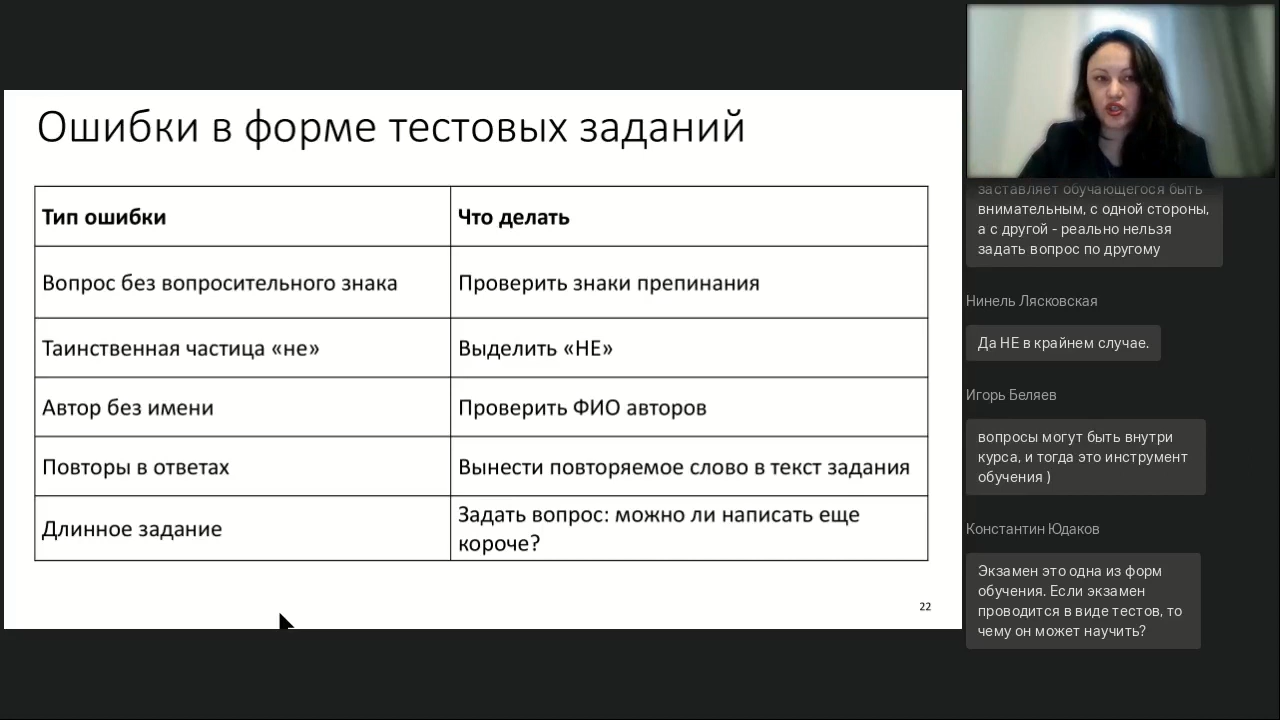 Ошибки в форме тестовых заданий
Тип ошибки
Что делать
Вопрос без вопросительного знака
Проверить знаки препинания
Таинственная частица «не»
Выделить «НЕ»
Автор без имени
Проверить ФИО авторов
Повторы в ответах
Вынести повторяемое слово в текст задания
Длинное задание
Задать вопрос: можно ли написать еще
короче?
22
заставляет обучающегося быть
внимательным, с одной стороны,
а с другой - реально нельзя
задать вопрос по другому
Нинель Лясковская
Да НЕ в крайнем случае.
Игорь Беляев
вопросы могут быть внутри
курса, и тогда это инструмент
обучения )
Константин Юдаков
Экзамен это одна из форм
обучения. Если экзамен
проводится в виде тестов, то
чему он может научить?